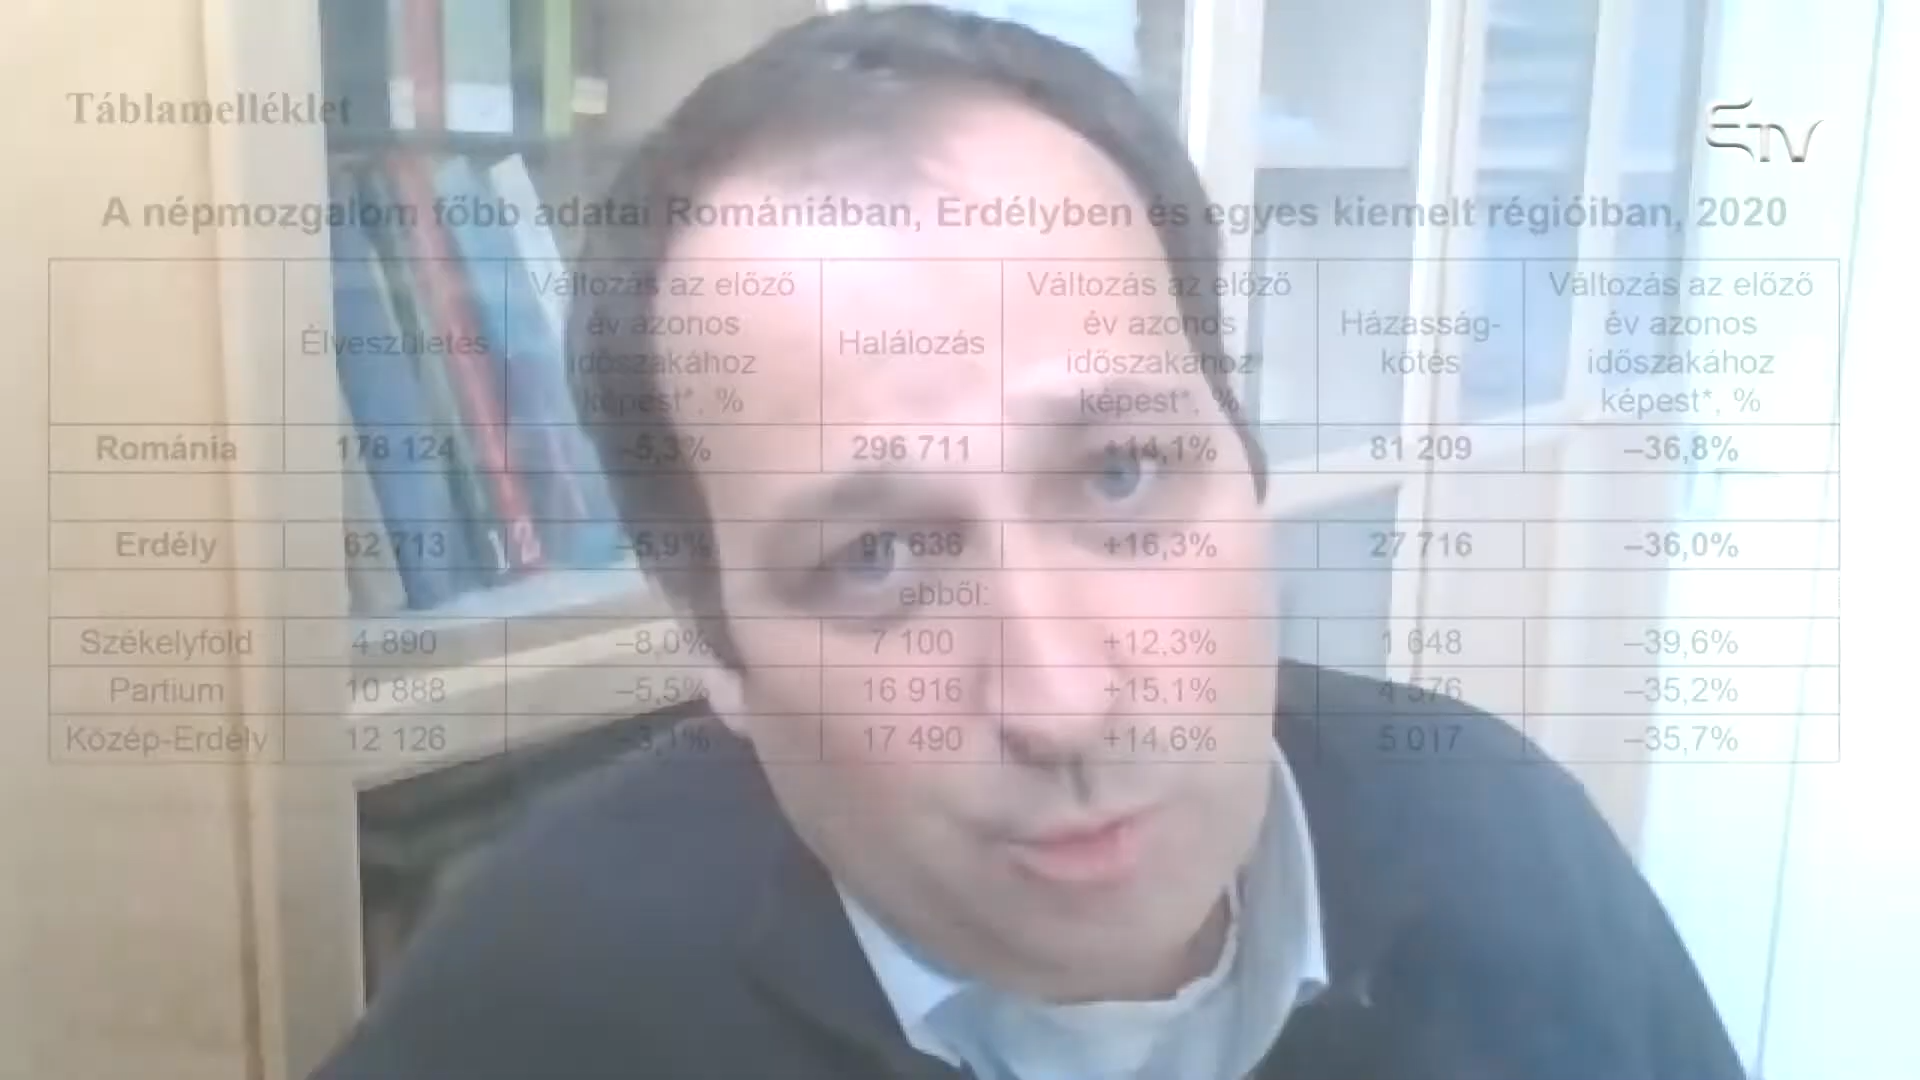 Táblamelléklet
ÉTV
A népmozgalom főbb adatai Romániában, Erdélyben és egyes kiemelt régióiban, 2020
Élveszületés Változás az előző év azonos időszakához képest*, % Halálozás Változás az előző év azonos időszakához képest*, % Házasság-kötés Változás az előző év azonos időszakához képest*, %
Románia 178 124 –5,3% 296 711 +14,1% 81 209 –36,8%
Erdély 62 713 –5,9% 97 636 +16,3% 27 716 –36,0%
ebből:
Székelyföld 4 890 –8,0% 7 100 +12,3% 1 648 –39,6%
Partium 10 888 –5,5% 16 916 +15,1% 4 576 –35,2%
Közép-Erdély 12 126 –3,1% 17 490 +14,6% 5 017 –35,7%
12